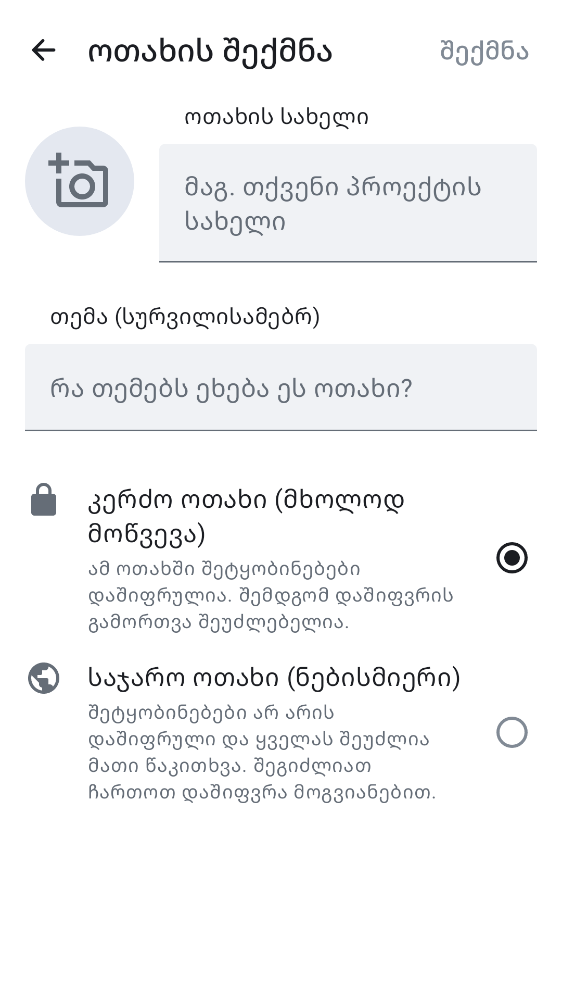 ოთახის შექმნა
შექმნა
ოთახის სახელი
მაგ. თქვენი პროექტის
სახელი
თემა (სურვილისამებრ)
რა თემებს ეხება ეს ოთახი?
კერძო ოთახი (მხოლოდ
მოწვევა)
ამ ოთახში შეტყობინებები
დაშიფრულია. შემდგომ დაშიფვრის
გამორთვა შეუძლებელია.
საჯარო ოთახი (ნებისმიერი)
შეტყობინებები არ არის
დაშიფრული და ყველას შეუძლია
მათი წაკითხვა. შეგიძლიათ
ჩართოთ დაშიფვრა მოგვიანებით.